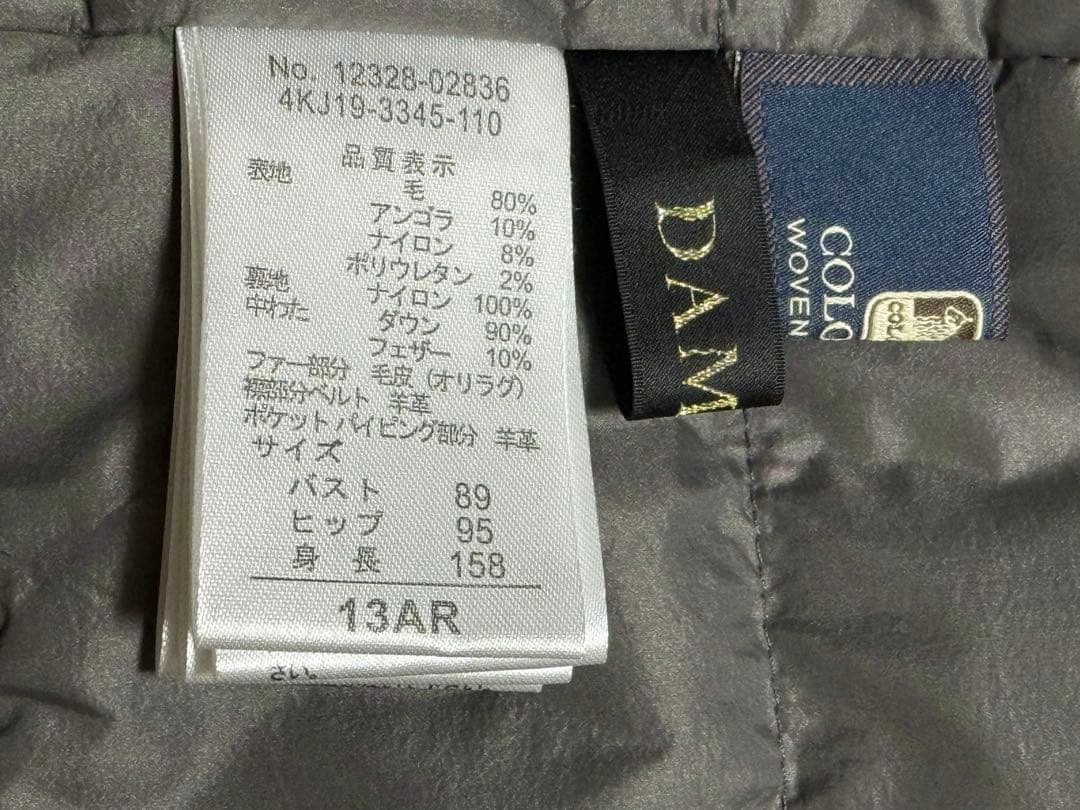 No. 12328-02836
4KJ19-3345-110
品質表示
表地 毛 80%
アンゴラ 10%
ナイロン 8%
ポリウレタン 2%
裏地 ナイロン 100%
中わた ダウン 90%
フェザー 10%
ファー部分 毛皮 (オリラグ)
襟部分ベルト 羊革
ポケットパイピング部分 羊革
サイズ
バスト 89
ヒップ 95
身長 158
13AR
さい。
DAM
COLO
WOVEN
COL